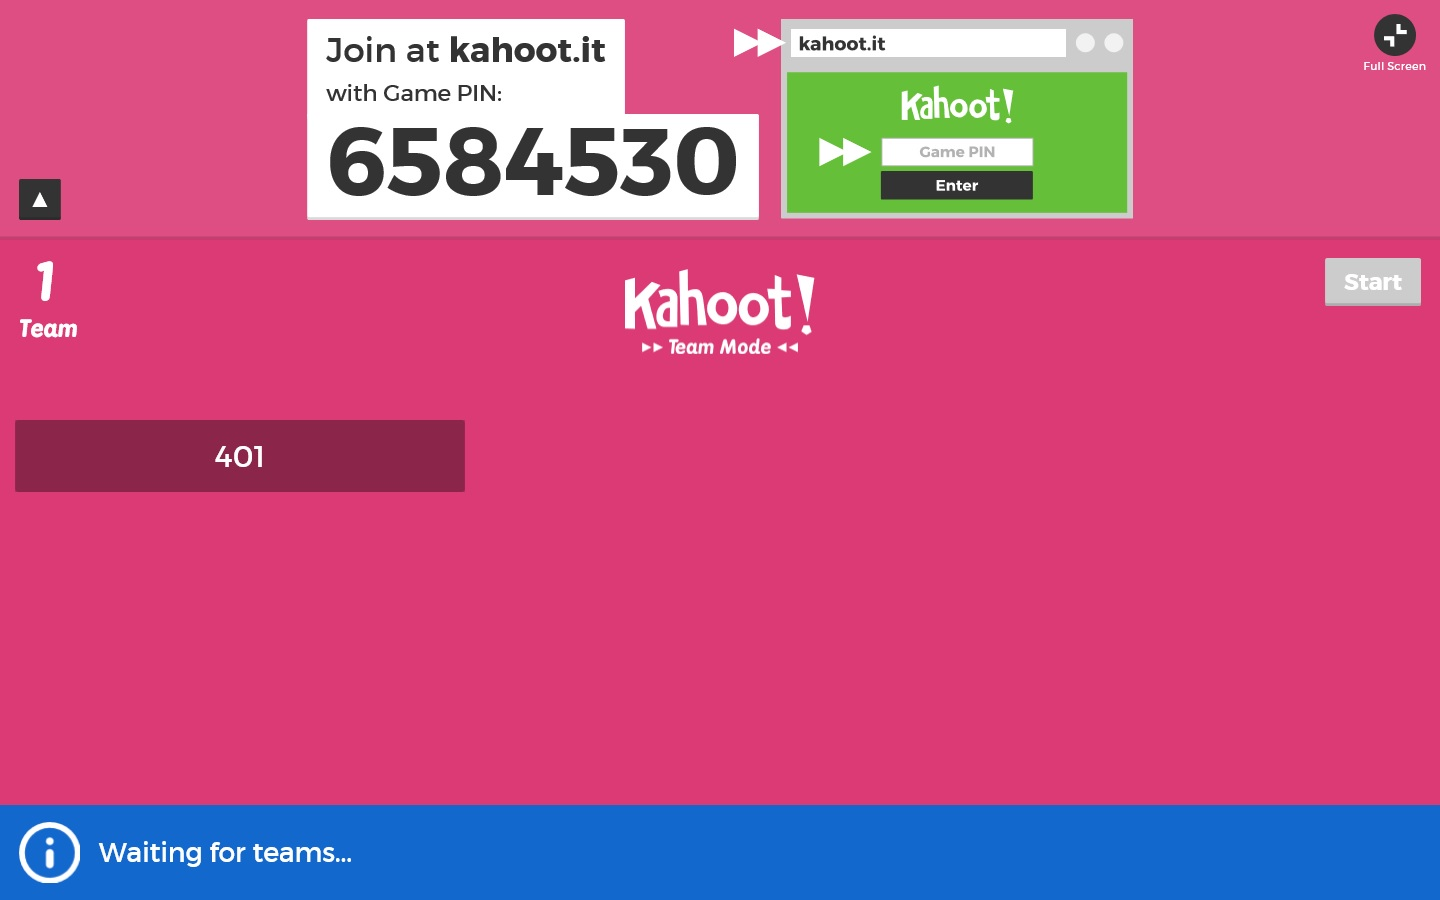 Join at kahoot.it
with Game PIN:
6584530
kahoot.it
Kahoot!
Game PIN
Enter
Full Screen
1
Team
Kahoot!
Team Mode
Start
401
Waiting for teams...